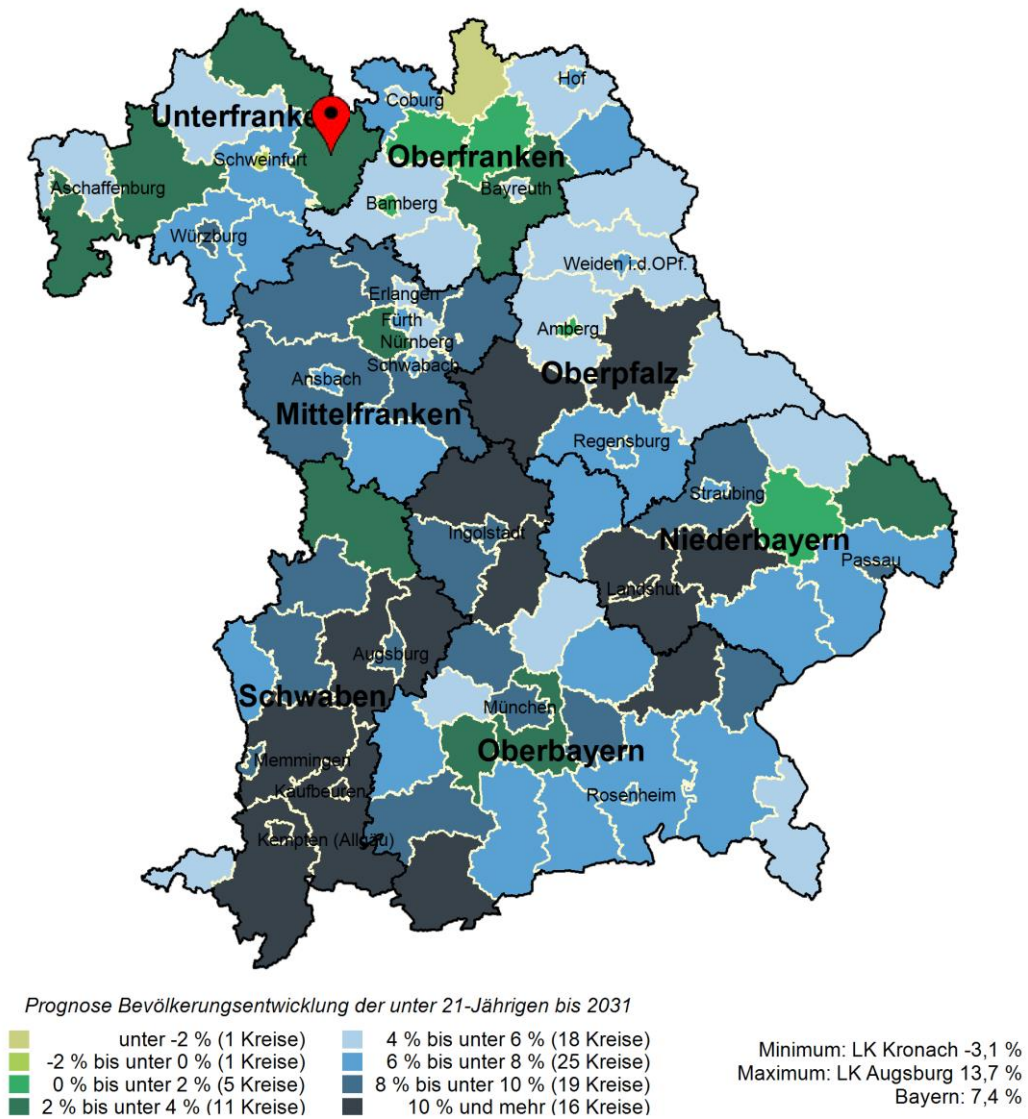 Hof
Coburg
Unterfranke
Schweinfurt
Oberfranken
Aschaffenburg
Bayreuth
Bamberg
Würzburg
Weiden i.d.OPf.
Erlangen
Fürth
Amberg
Nürnberg
Schwabach
Oberpfalz
Ansbach
Mittelfranken
Regensburg
Straubing
Ingolstadt
Niederbayern
Passau
Landshut
Augsburg
Schwaben
München
Oberbayern
Memmingen
Kaufbeuren
Rosenheim
Kempten (Allgäu)
Prognose Bevölkerungsentwicklung der unter 21-Jährigen bis 2031
unter -2 % (1 Kreise)
-2 % bis unter 0 % (1 Kreise)
0 % bis unter 2 % (5 Kreise)
2 % bis unter 4 % (11 Kreise)
4 % bis unter 6 % (18 Kreise)
6 % bis unter 8 % (25 Kreise)
8 % bis unter 10 % (19 Kreise)
10 % und mehr (16 Kreise)
Minimum: LK Kronach -3,1 %
Maximum: LK Augsburg 13,7 %
Bayern: 7,4 %